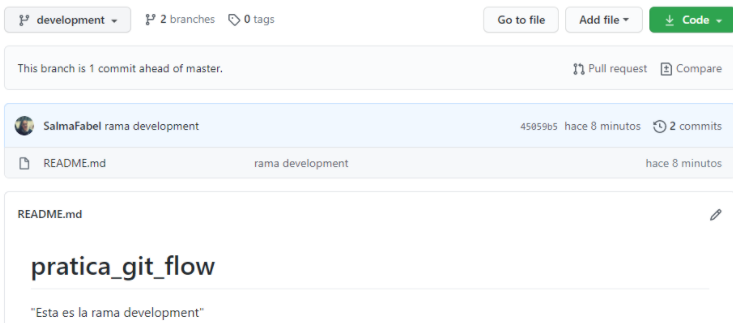 development 2 branches 0 tags Go to file Add file Code
This branch is 1 commit ahead of master. Pull request Compare
SalmaFabel rama development 45059b5 hace 8 minutos 2 commits
README.md rama development hace 8 minutos
README.md
pratica_git_flow
"Esta es la rama development"